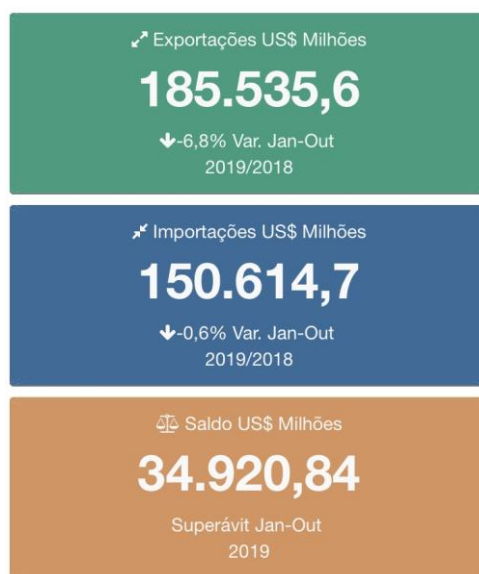 Exportações US$ Milhões
185.535,6
-6,8% Var. Jan-Out
2019/2018
Importações US$ Milhões
150.614,7
-0,6% Var. Jan-Out
2019/2018
Saldo US$ Milhões
34.920,84
Superávit Jan-Out
2019